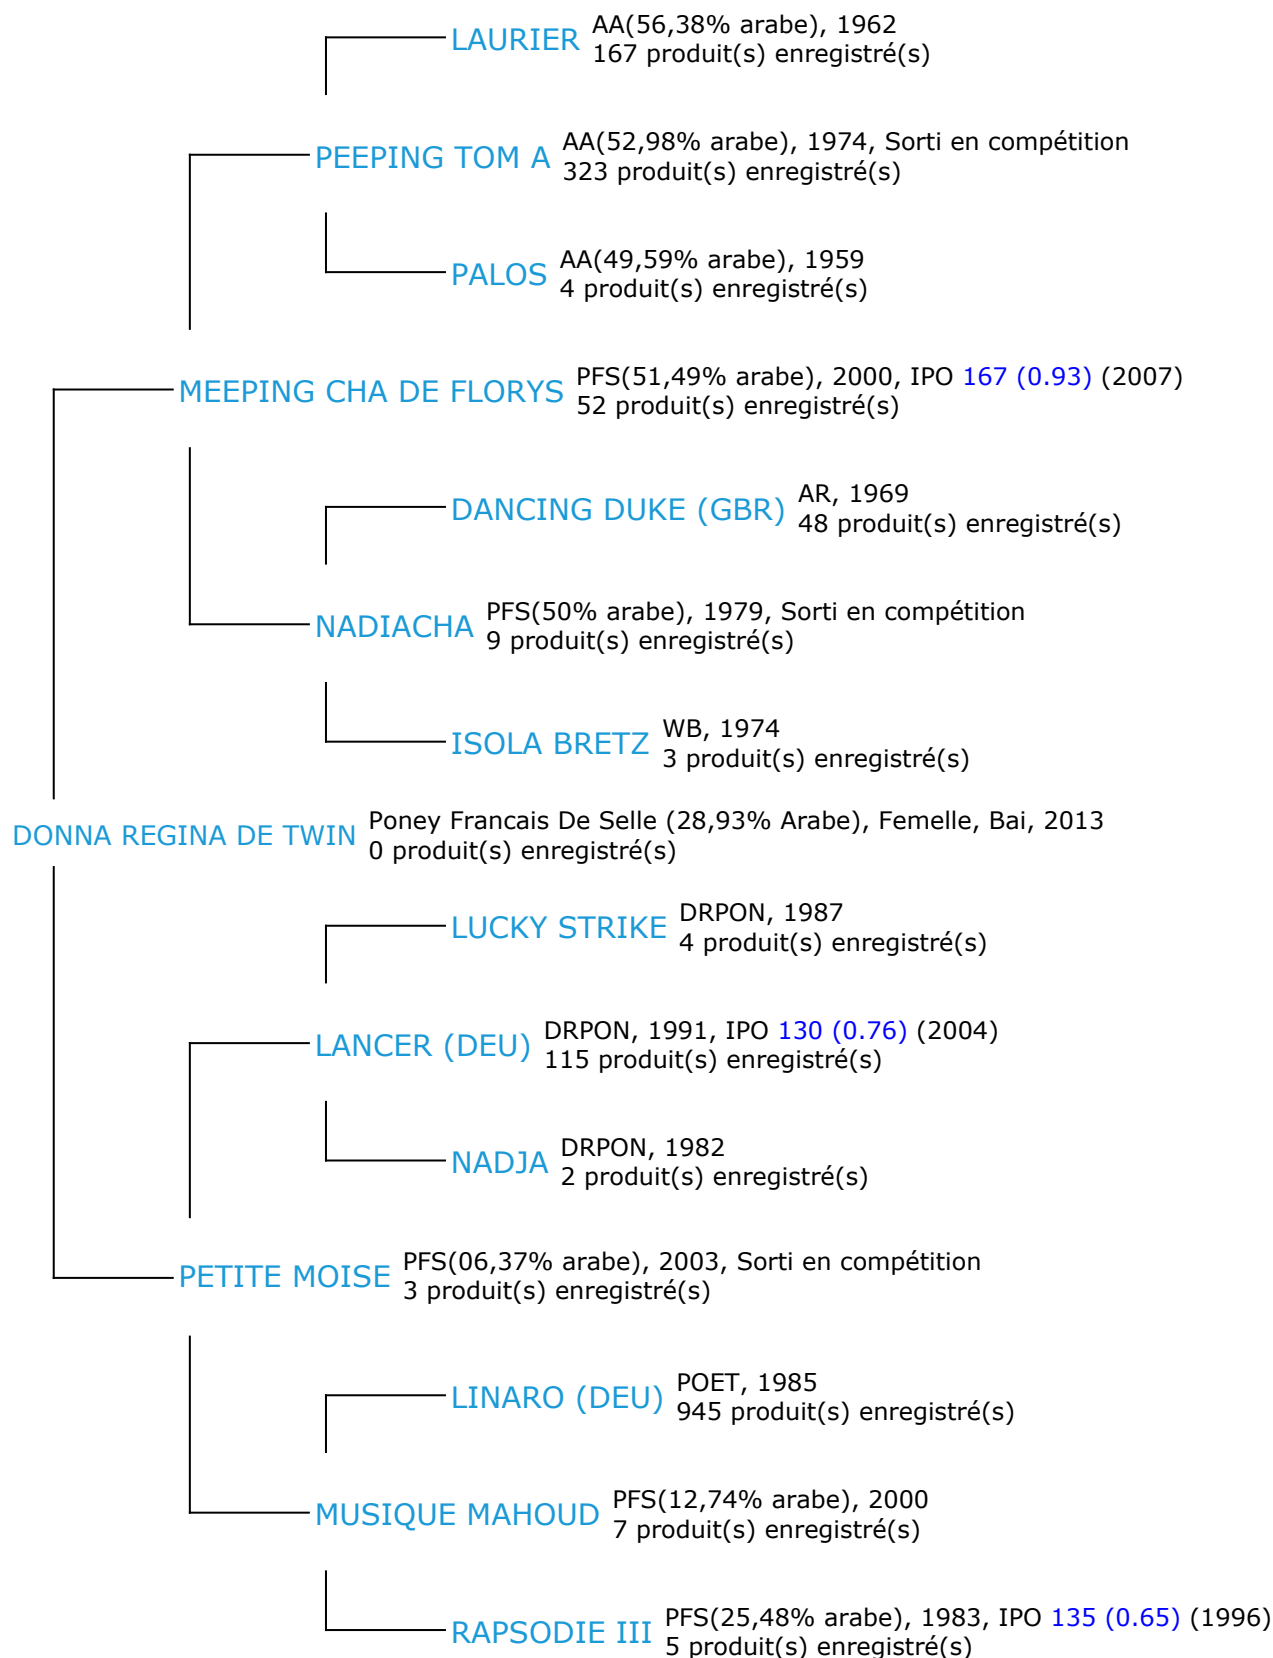 LAURIER AA(56,38% arabe), 1962
167 produit(s) enregistré(s)
PEEPING TOM A AA(52,98% arabe), 1974, Sorti en compétition
323 produit(s) enregistré(s)
PALOS AA(49,59% arabe), 1959
4 produit(s) enregistré(s)
MEEPING CHA DE FLORYS PFS(51,49% arabe), 2000, IPO 167 (0.93) (2007)
52 produit(s) enregistré(s)
DANCING DUKE (GBR) AR, 1969
48 produit(s) enregistré(s)
NADIACHA PFS(50% arabe), 1979, Sorti en compétition
9 produit(s) enregistré(s)
ISOLA BRETZ WB, 1974
3 produit(s) enregistré(s)
DONNA REGINA DE TWIN Poney Francais De Selle (28,93% Arabe), Femelle, Bai, 2013
0 produit(s) enregistré(s)
LUCKY STRIKE DRPON, 1987
4 produit(s) enregistré(s)
LANCER (DEU) DRPON, 1991, IPO 130 (0.76) (2004)
115 produit(s) enregistré(s)
NADJA DRPON, 1982
2 produit(s) enregistré(s)
PETITE MOISE PFS(06,37% arabe), 2003, Sorti en compétition
3 produit(s) enregistré(s)
LINARO (DEU) POET, 1985
945 produit(s) enregistré(s)
MUSIQUE MAHOUD PFS(12,74% arabe), 2000
7 produit(s) enregistré(s)
RAPSODIE III PFS(25,48% arabe), 1983, IPO 135 (0.65) (1996)
5 produit(s) enregistré(s)